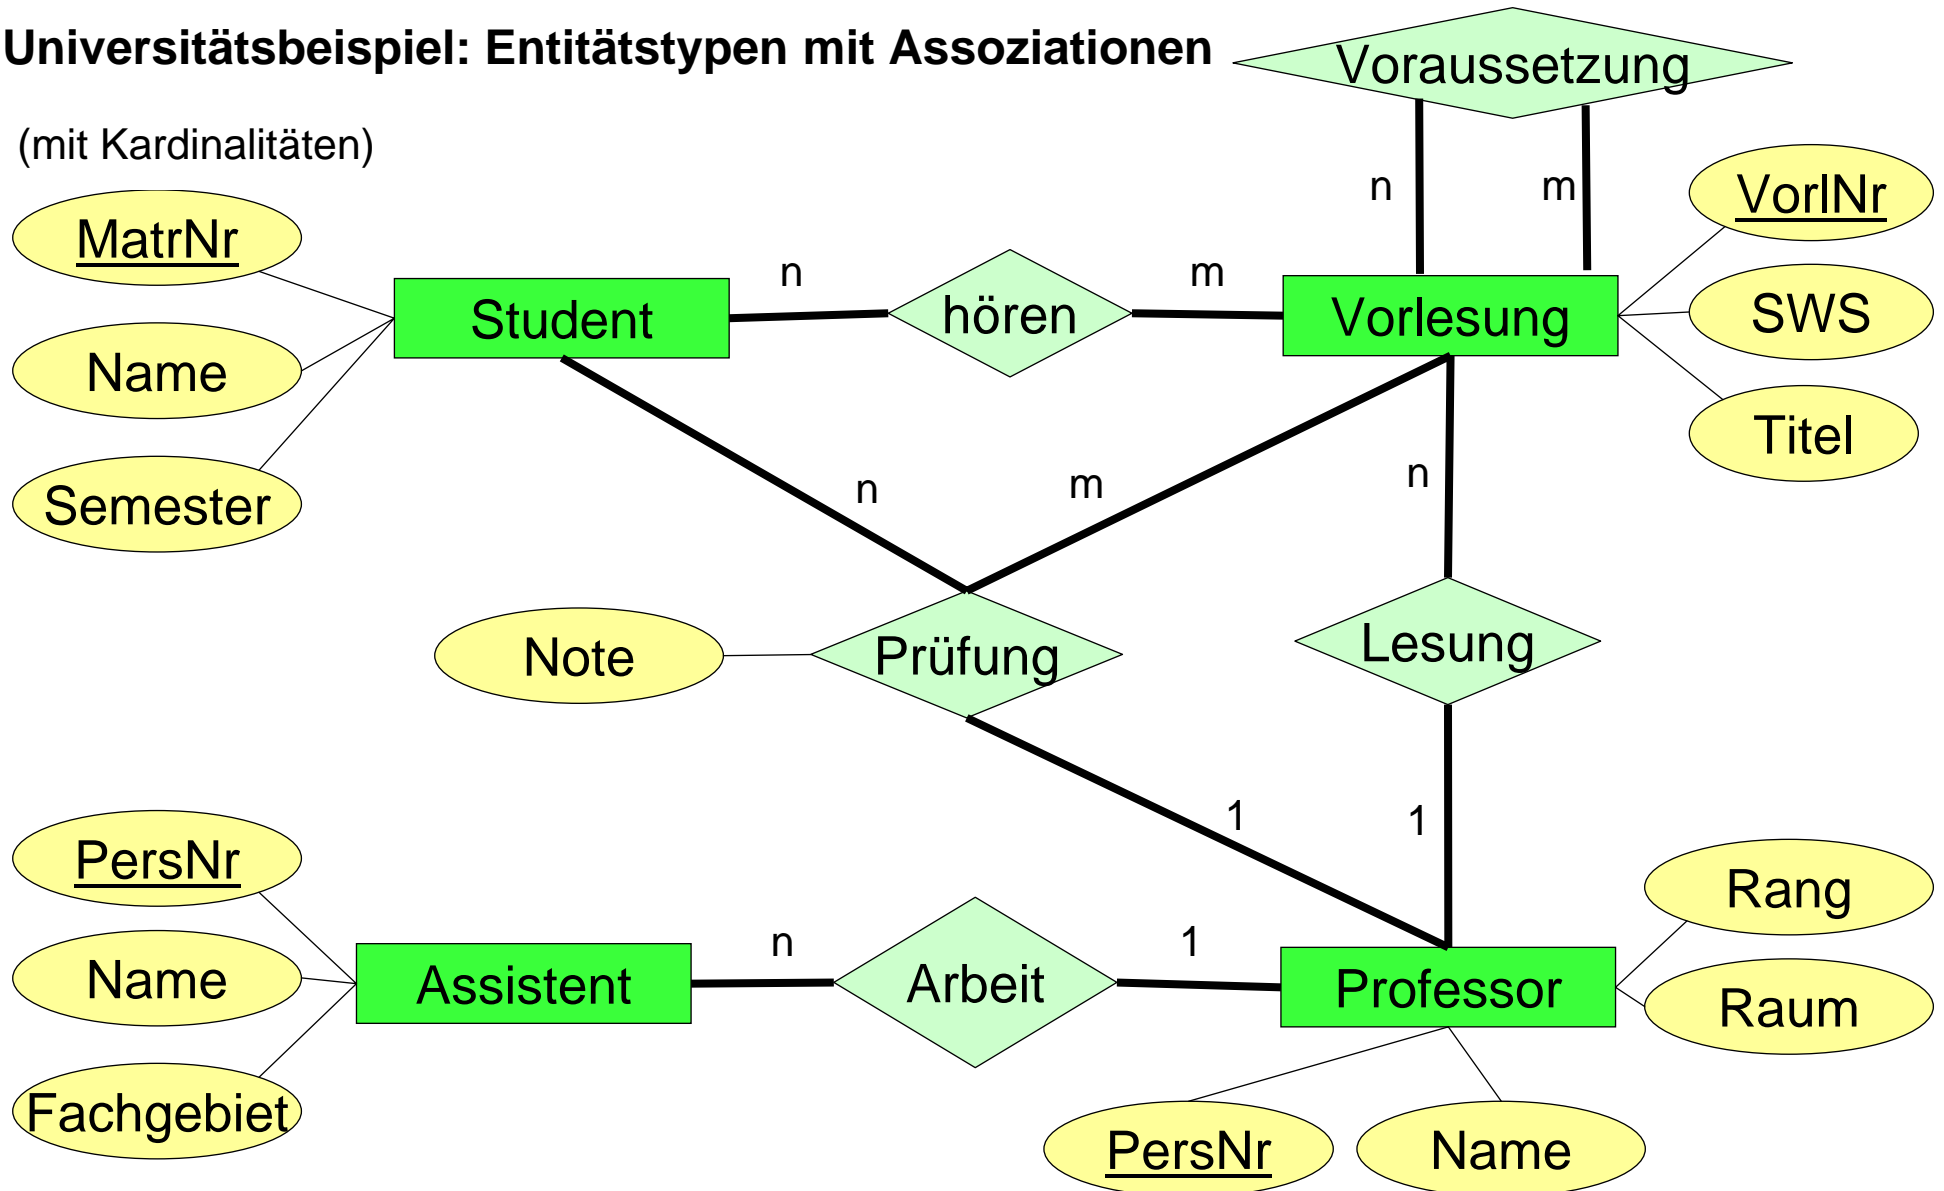 Universitätsbeispiel: Entitätstypen mit Assoziationen
Voraussetzung
(mit Kardinalitäten)
n
m
VorlNr
MatrNr
Student
n
hören
m
Vorlesung
SWS
Name
Titel
Semester
n
m
n
Note
Prüfung
Lesung
1
1
PersNr
Rang
Name
Assistent
n
Arbeit
1
Professor
Raum
Fachgebiet
PersNr
Name